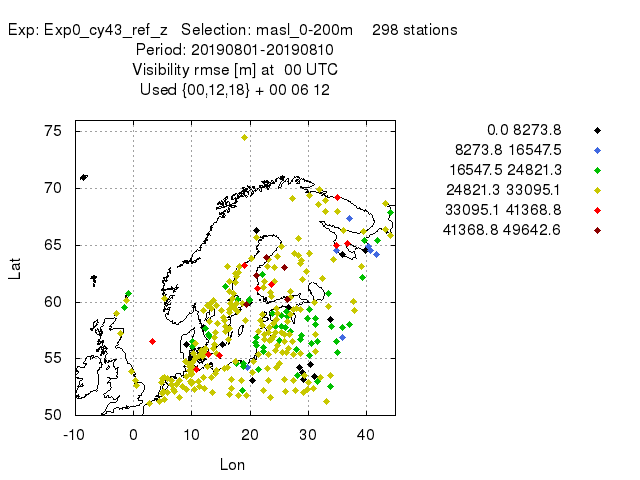 Exp: Exp0_cy43_ref_z Selection: masl_0-200m 298 stations
Period: 20190801-20190810
Visibility rmse [m] at 00 UTC
Used {00,12,18} + 00 06 12
0.0 8273.8
8273.8 16547.5
16547.5 24821.3
24821.3 33095.1
33095.1 41368.8
41368.8 49642.6
75
70
65
60
55
50
Lat
-10 0 10 20 30 40
Lon